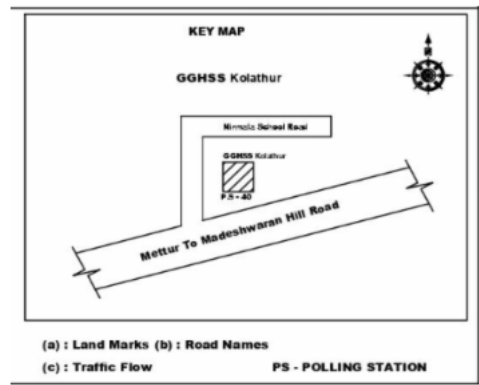 KEY MAP
N
GGHSS Kolathur
Nirmala School Road
GGHSS Kolathur
P.S - 40
Mettur To Madeshwaran Hill Road
(a) : Land Marks (b) : Road Names
(c) : Traffic Flow PS - POLLING STATION